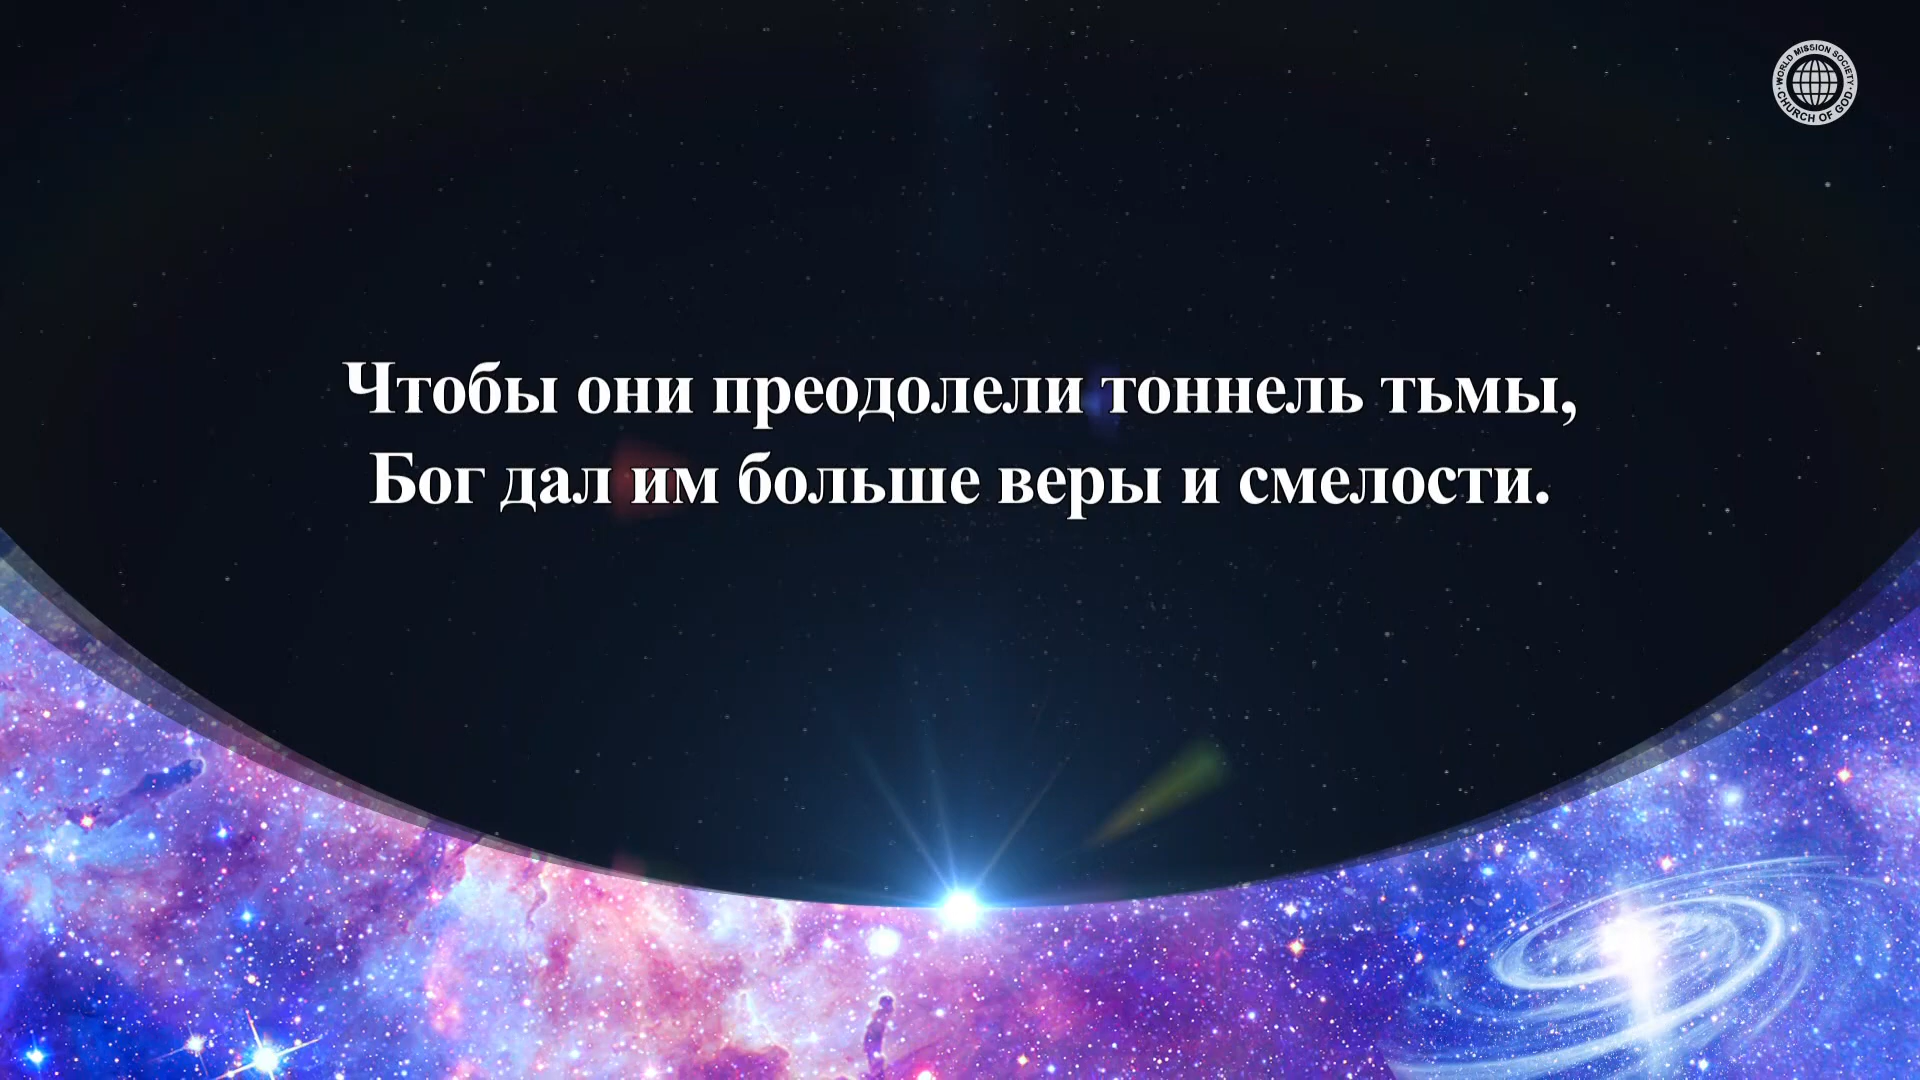 WORLD MISSION SOCIETY
CHURCH OF GOD
Чтобы они преодолели тоннель тьмы,
Бог дал им больше веры и смелости.